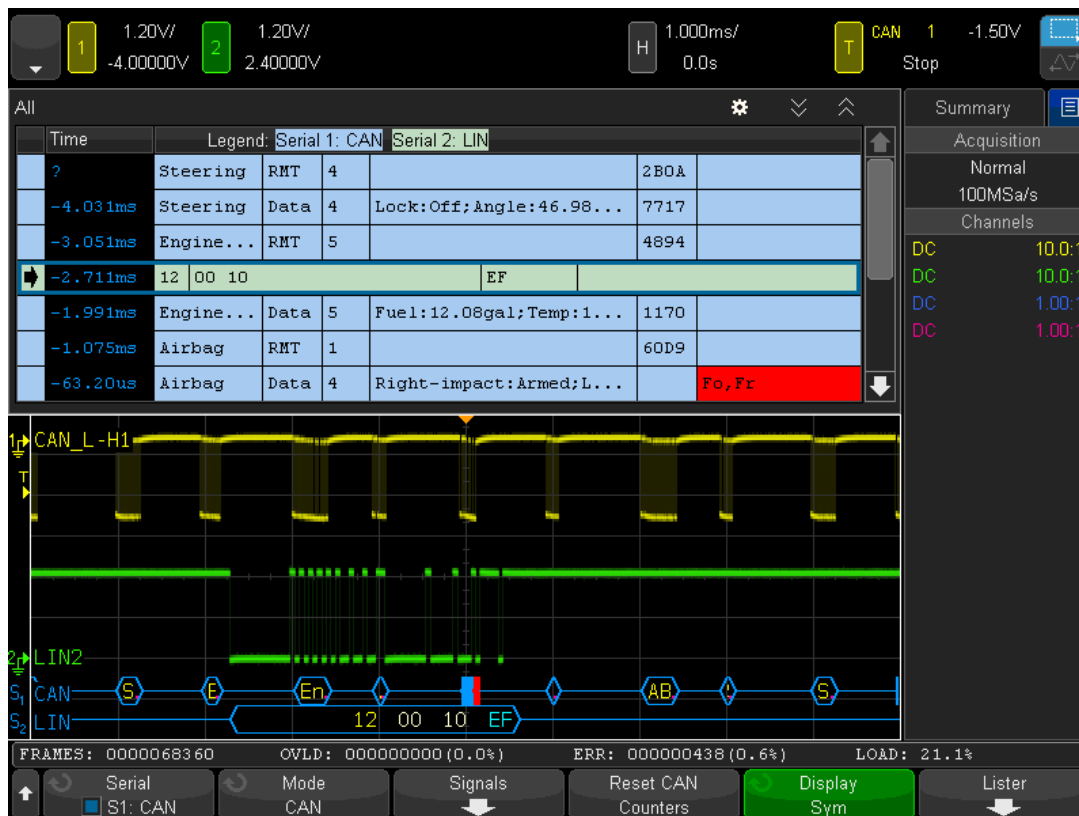 1 1.20V/ 2 1.20V/ H 1.000ms/ T CAN 1 -1.50V
-4.00000V 2.40000V 0.0s Stop
All
Summary
Time Legend: Serial 1: CAN Serial 2: LIN
Acquisition
Normal
100MSa/s
Channels
DC 10.0:1
DC 10.0:1
DC 1.00:1
DC 1.00:1
? Steering RMT 4 2B0A
-4.031ms Steering Data 4 Lock:Off;Angle:46.98... 7717
-3.051ms Engine... RMT 5 4894
-2.711ms 12 00 10 EF
-1.991ms Engine... Data 5 Fuel:12.08gal;Temp:1... 1170
-1.075ms Airbag RMT 1 60D9
-63.20us Airbag Data 4 Right-impact:Armed;L... Fo,Fr
1 CAN_L-H1
T
2 LIN2
S1 CAN S. E En. . . AB. ! S.
S2 LIN 12 00 10 EF
FRAMES: 0000068360 OVLD: 000000000(0.0%) ERR: 000000438(0.6%) LOAD: 21.1%
Serial Mode Signals Reset CAN Display Lister
S1: CAN CAN Counters Sym